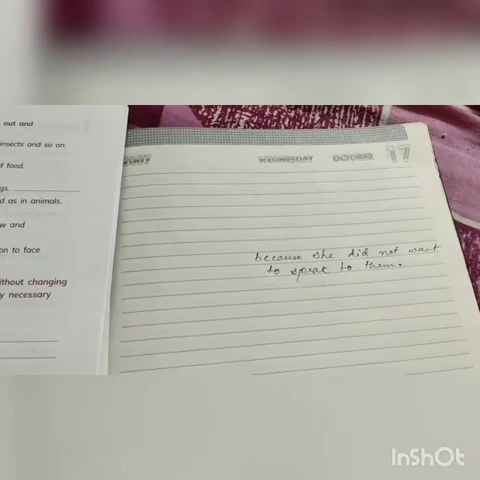 out and
insects and so on.
f food.
gs.
d as in animals.
w and
on to face
ithout changing
y necessary
2007 WEDNESDAY OCTOBER 17
because she did not want
to speak to them.
InShOt